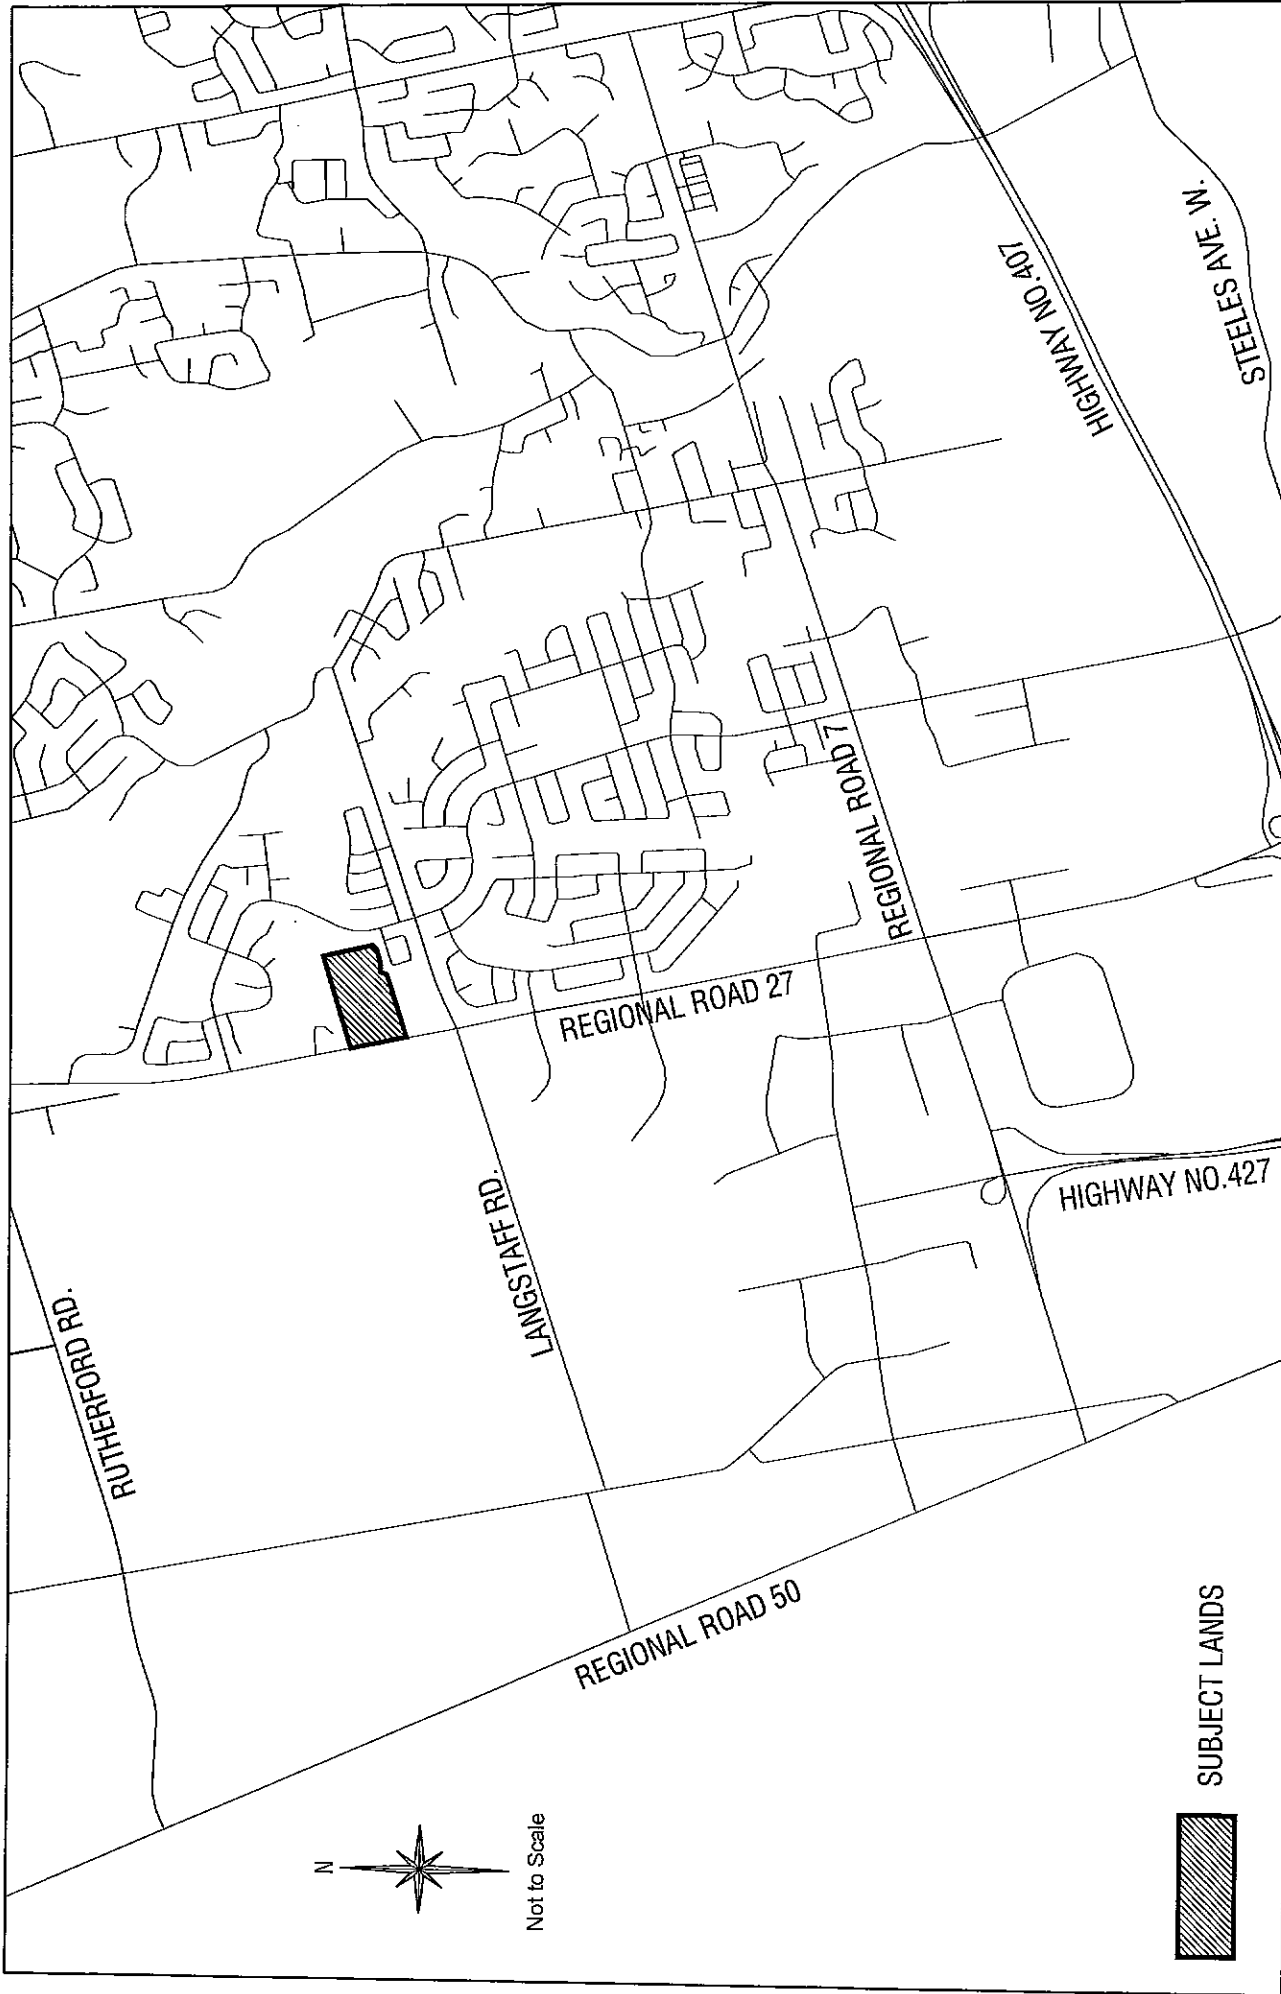 RUTHERFORD RD.
LANGSTAFF RD.
REGIONAL ROAD 27
REGIONAL ROAD 7
HIGHWAY NO.407
STEELES AVE. W.
HIGHWAY NO.427
REGIONAL ROAD 50
N
Not to Scale
SUBJECT LANDS